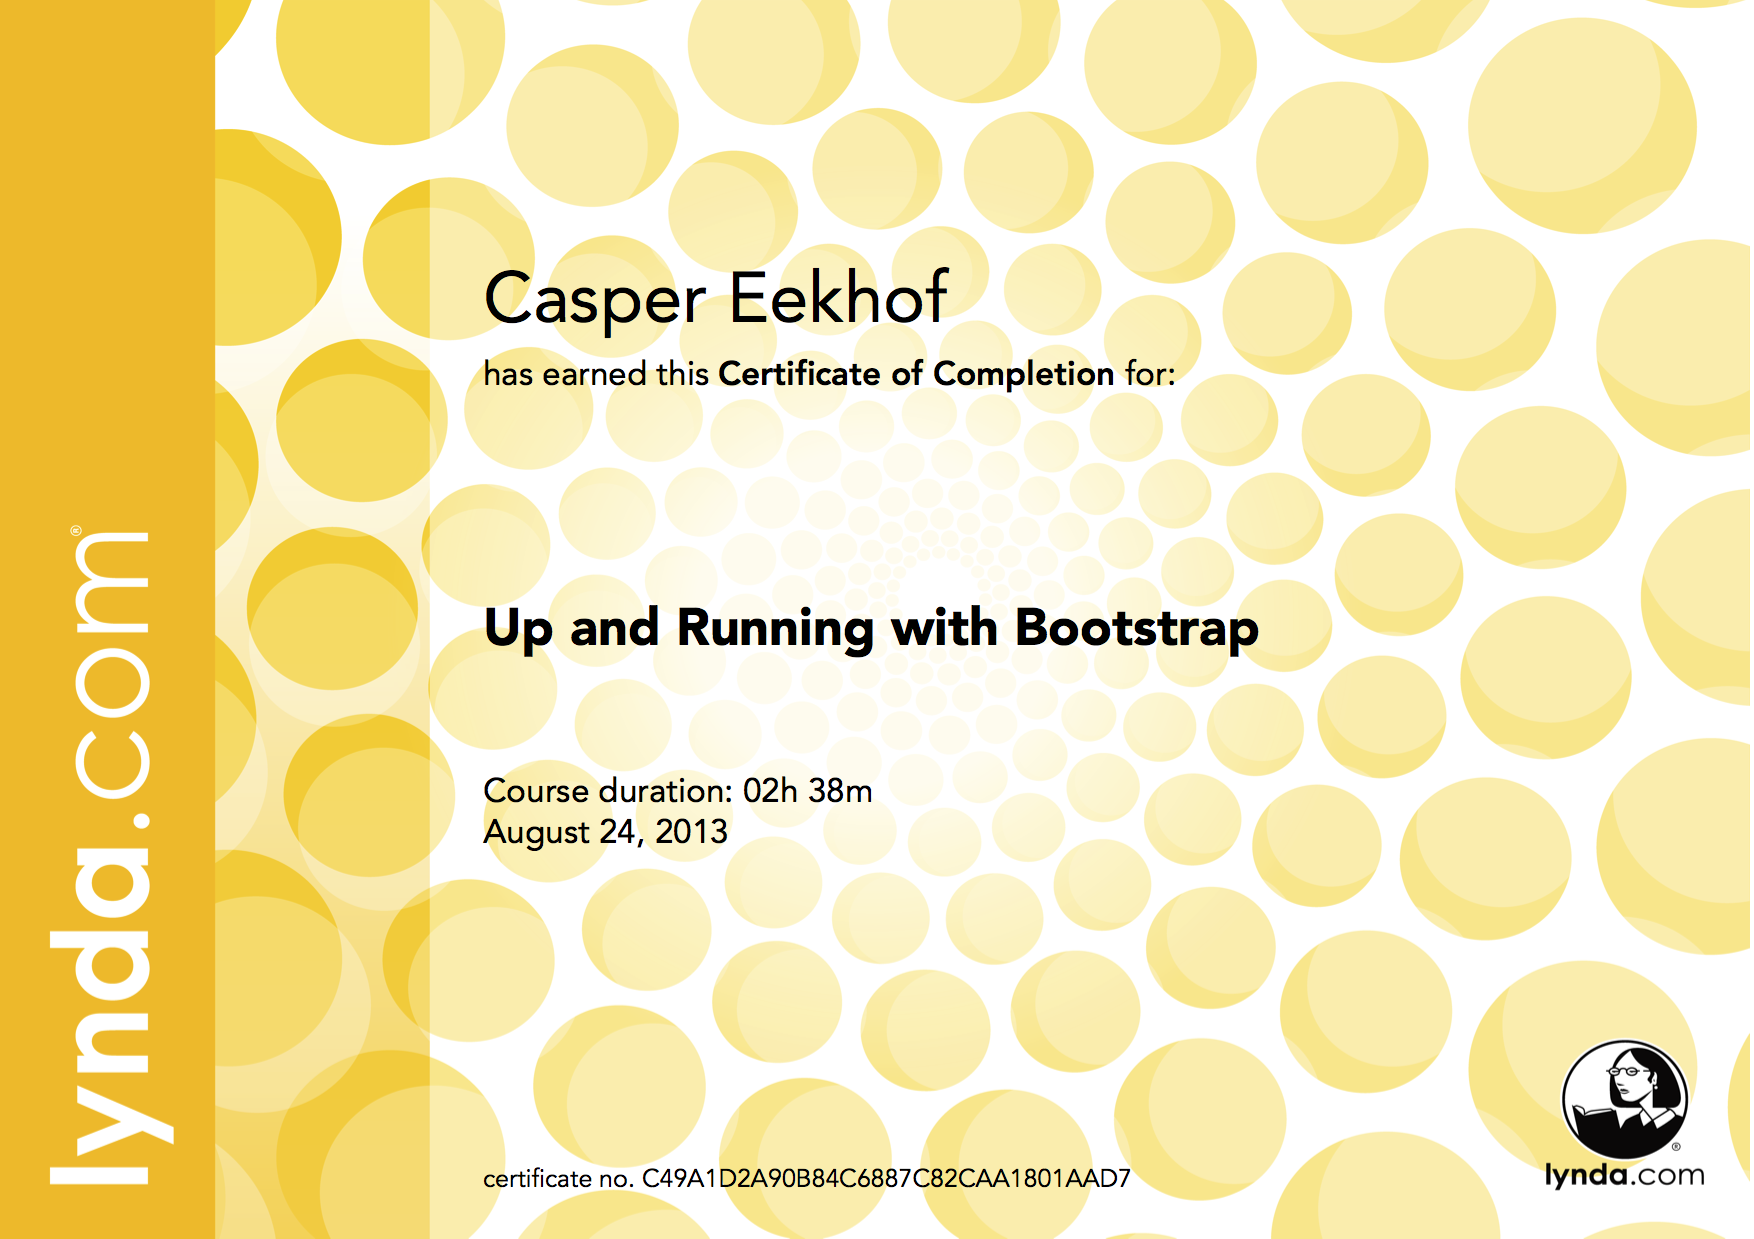 lynda.com®
Casper Eekhof
has earned this Certificate of Completion for:
Up and Running with Bootstrap
Course duration: 02h 38m
August 24, 2013
certificate no. C49A1D2A90B84C6887C82CAA1801AAD7
®
lynda.com